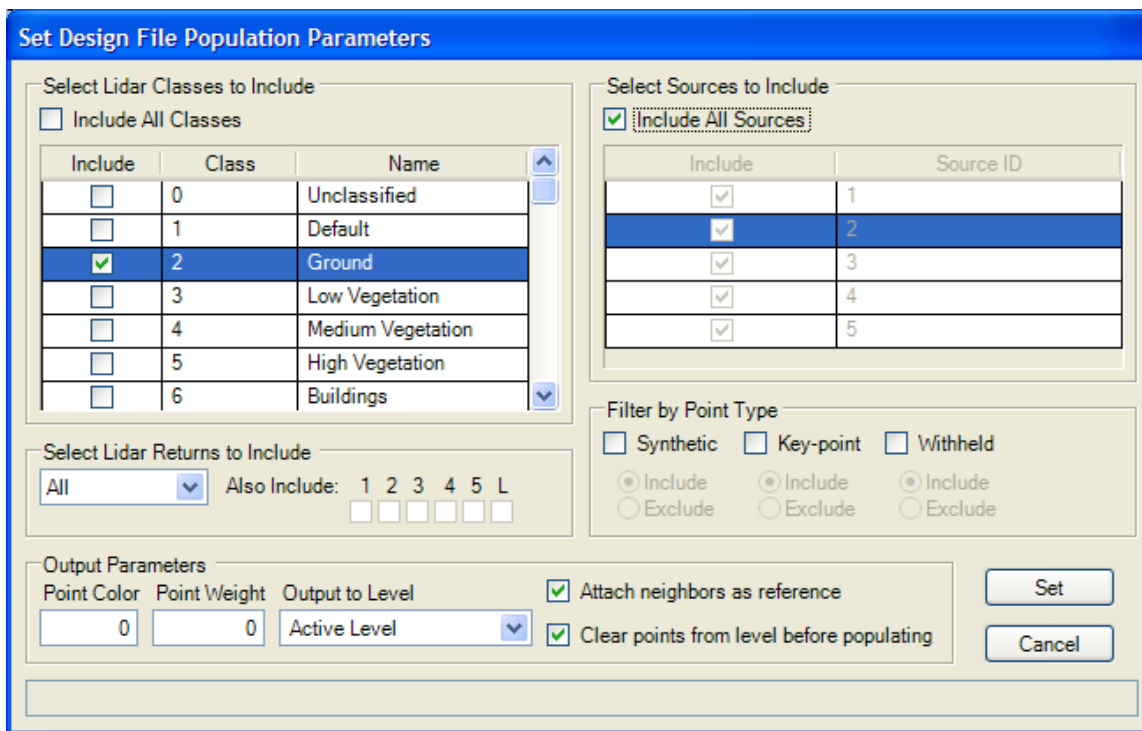 Set Design File Population Parameters
Select Lidar Classes to Include
Include All Classes
Include Class Name
0 Unclassified
1 Default
2 Ground
3 Low Vegetation
4 Medium Vegetation
5 High Vegetation
6 Buildings
Select Lidar Returns to Include
All Also Include: 1 2 3 4 5 L
Select Sources to Include
Include All Sources
Include Source ID
1
2
3
4
5
Filter by Point Type
Synthetic Key-point Withheld
Include Include Include
Exclude Exclude Exclude
Output Parameters
Point Color Point Weight Output to Level
0 0 Active Level
Attach neighbors as reference
Clear points from level before populating
Set
Cancel